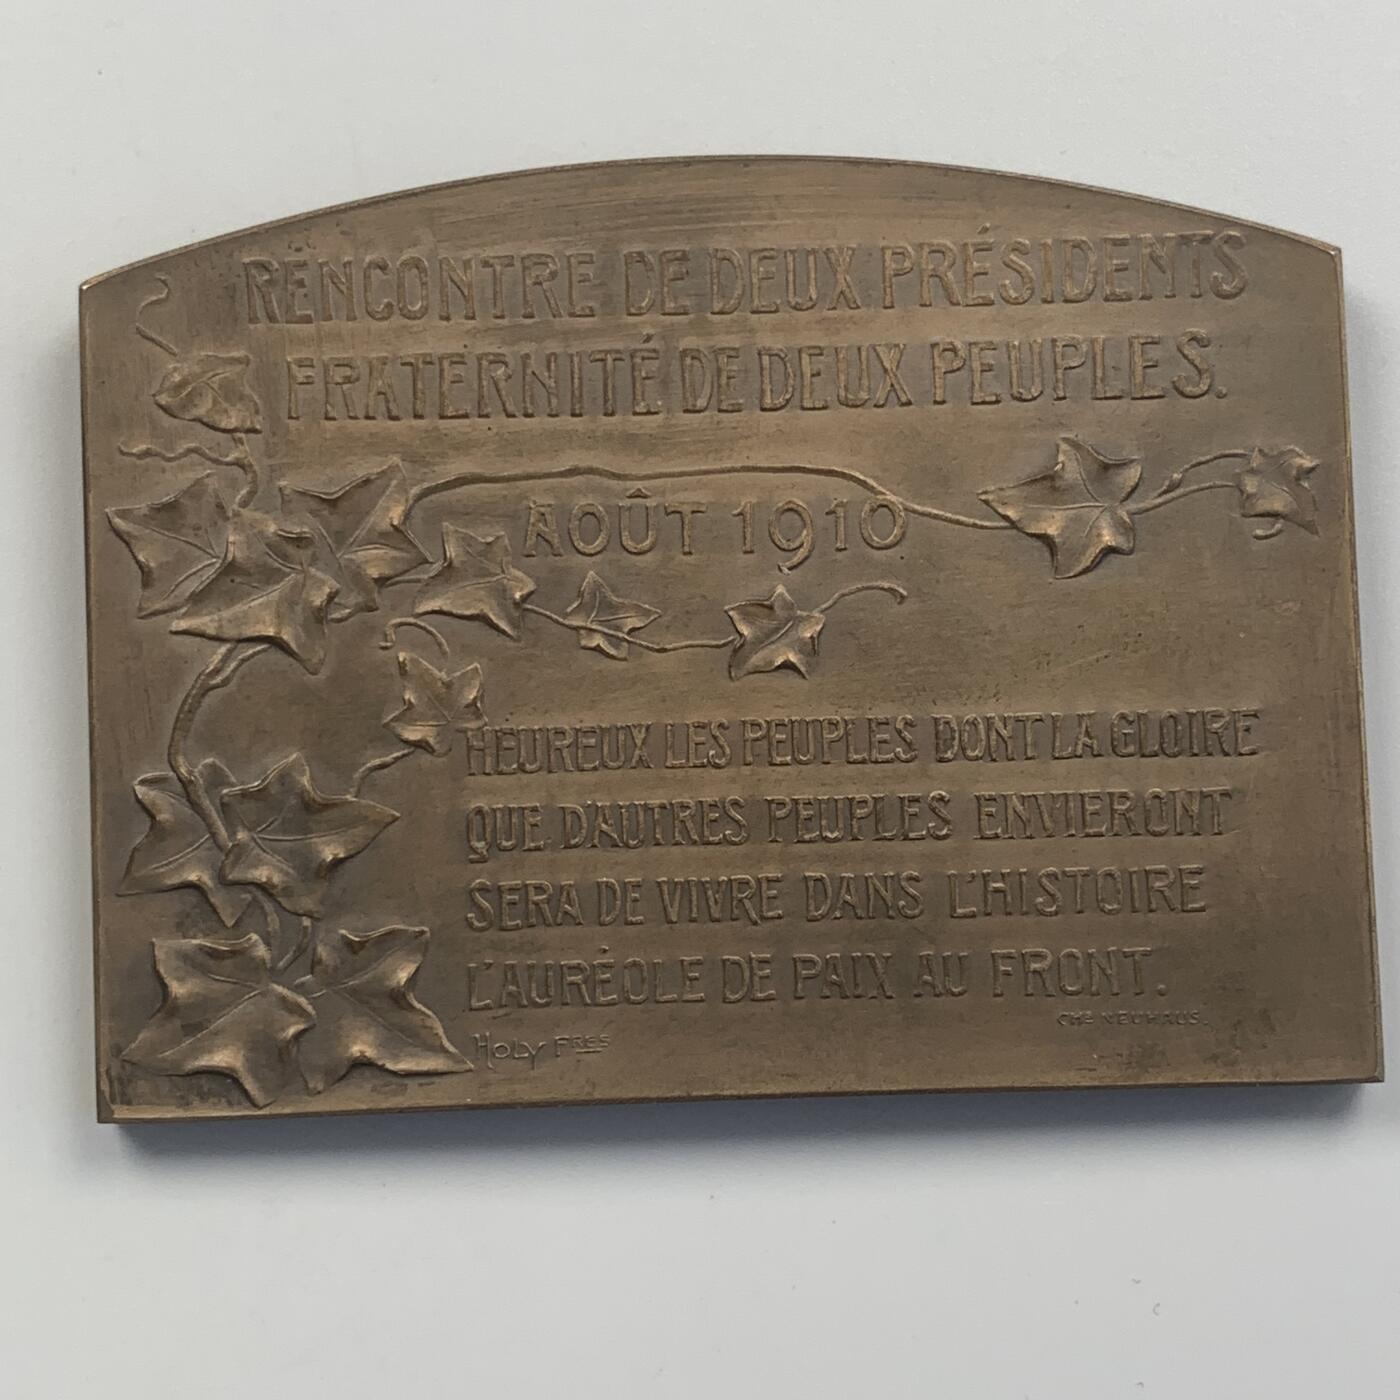 RENCONTRE DE DEUX PRÉSIDENTS
FRATERNITÉ DE DEUX PEUPLES.
AOÛT 1910
HEUREUX LES PEUPLES DONT LA GLOIRE
QUE D'AUTRES PEUPLES ENVIERONT
SERA DE VIVRE DANS L'HISTOIRE
L'AURÉOLE DE PAIX AU FRONT.
CHS NEUHAUS.
HOLY FRES